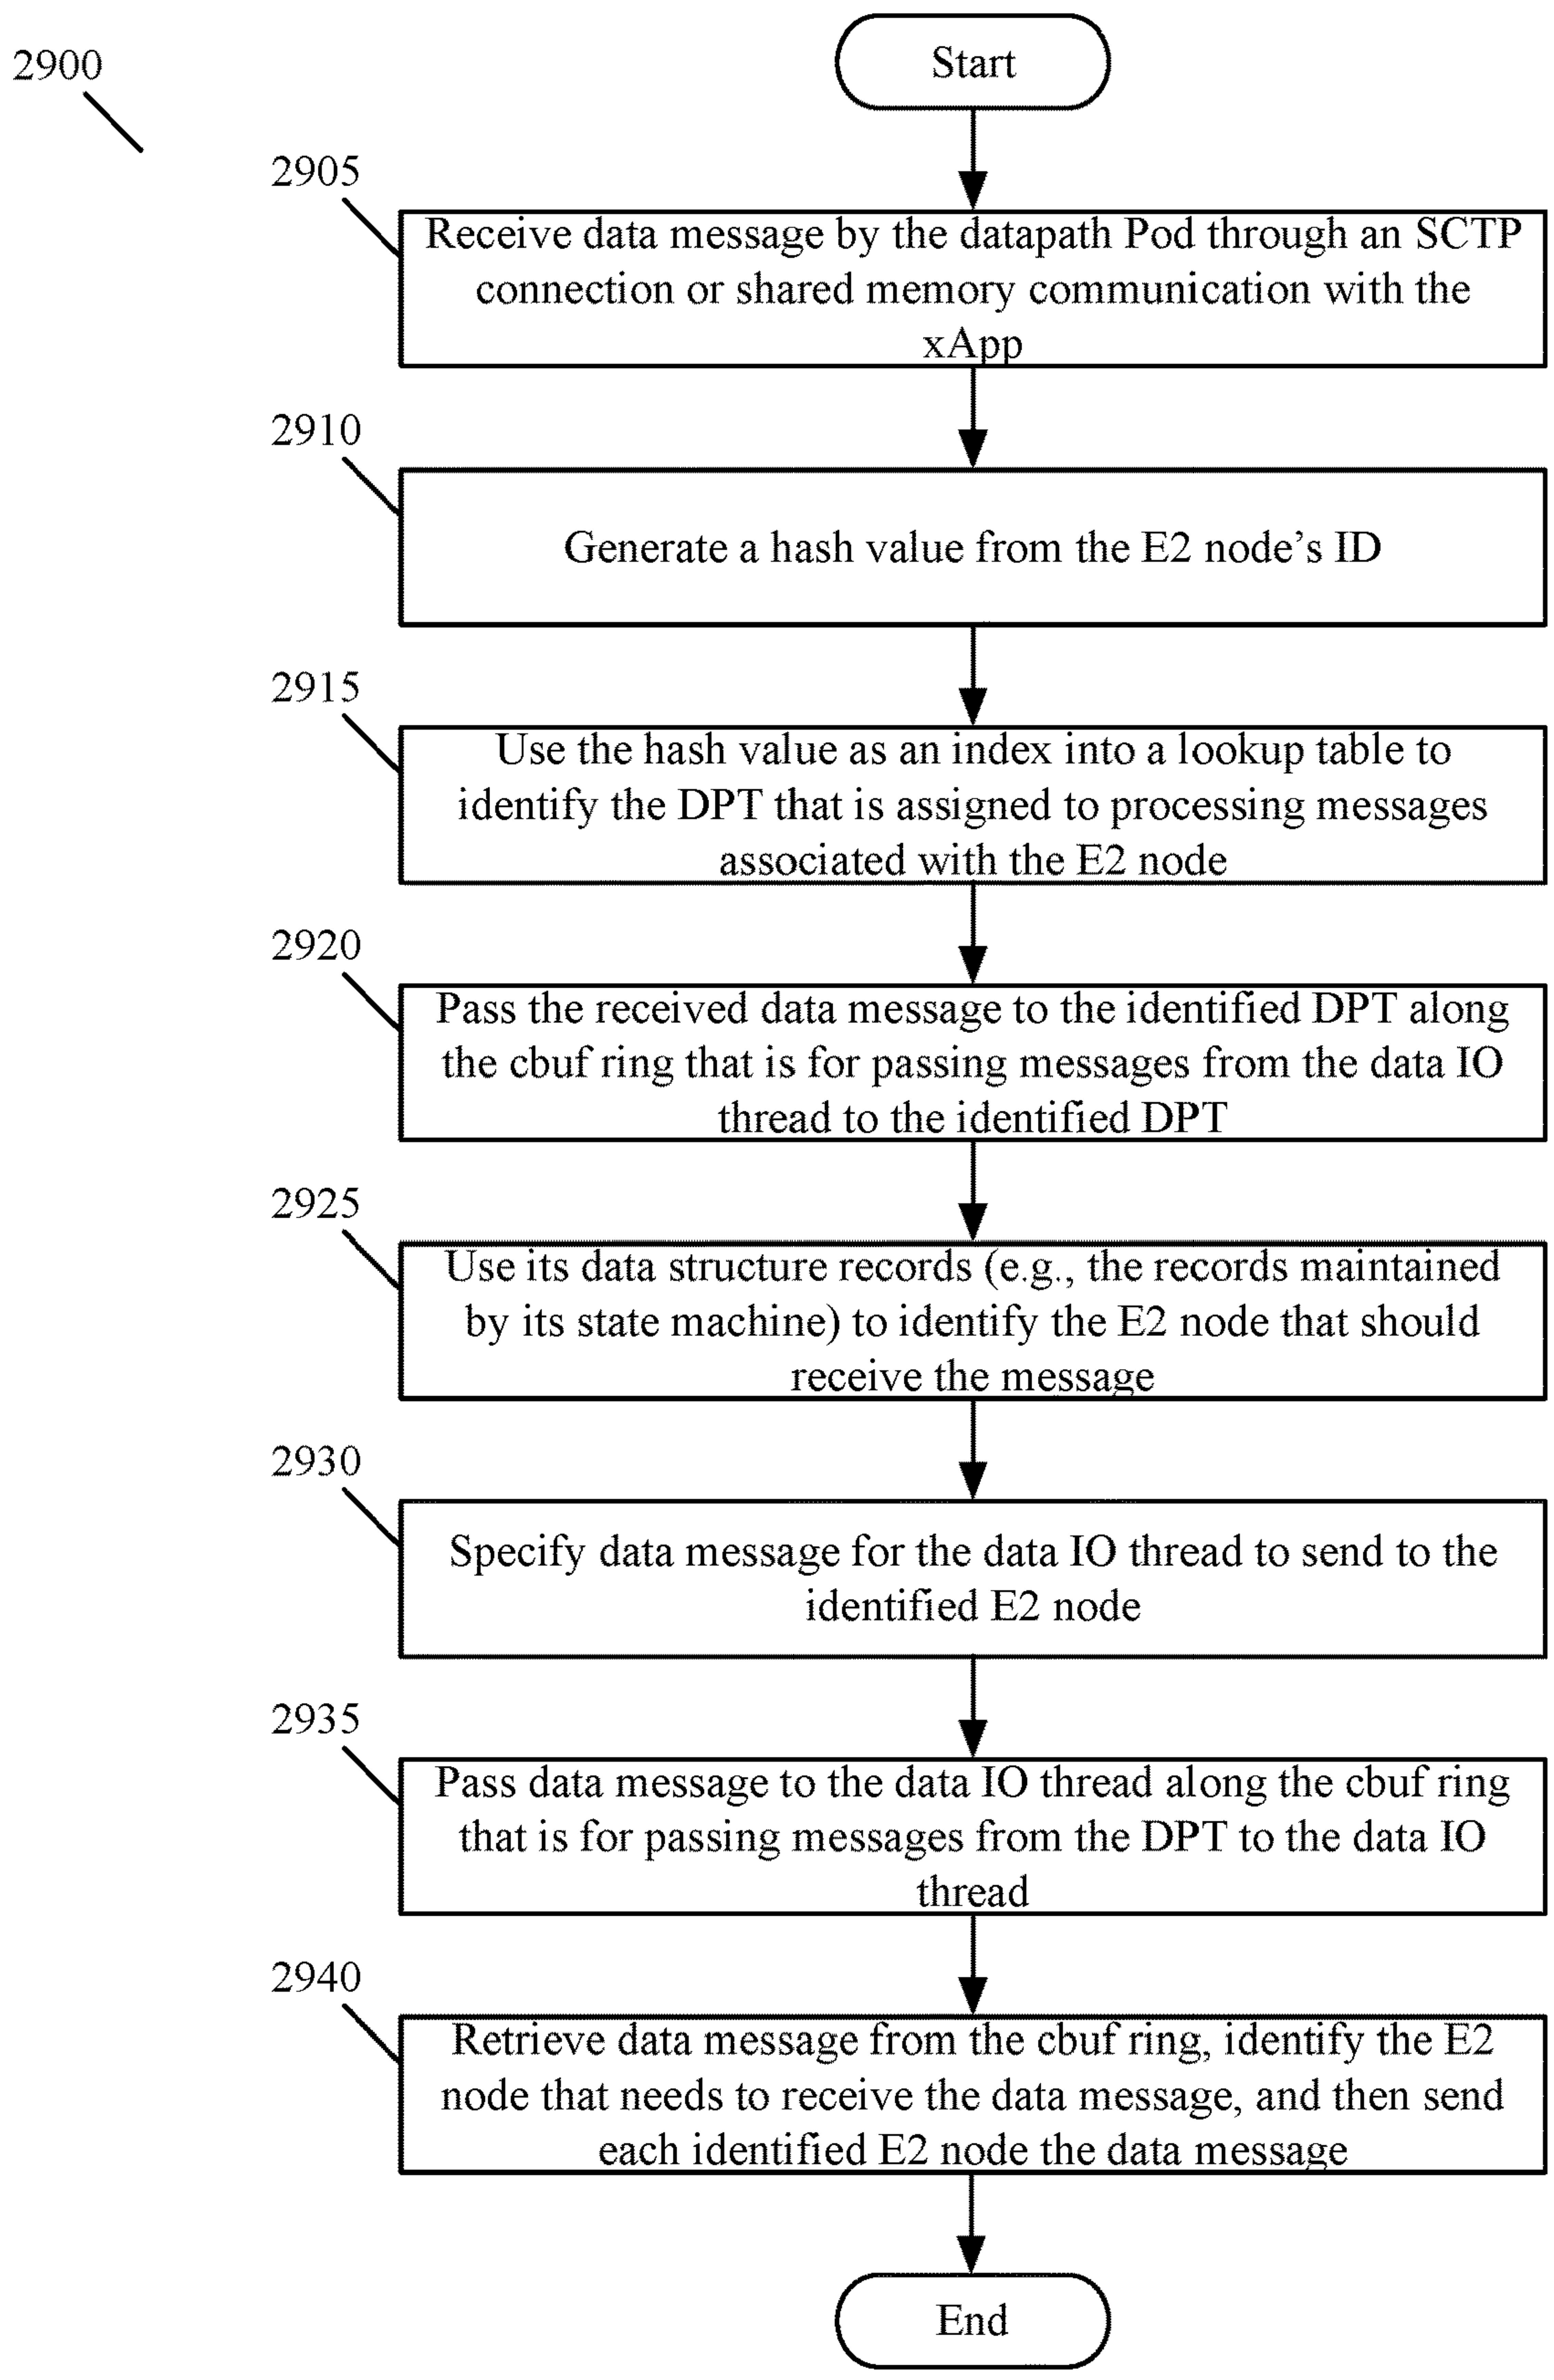 2900
Start
2905
Receive data message by the datapath Pod through an SCTP
connection or shared memory communication with the
xApp
2910
Generate a hash value from the E2 node’s ID
2915
Use the hash value as an index into a lookup table to
identify the DPT that is assigned to processing messages
associated with the E2 node
2920
Pass the received data message to the identified DPT along
the cbuf ring that is for passing messages from the data IO
thread to the identified DPT
2925
Use its data structure records (e.g., the records maintained
by its state machine) to identify the E2 node that should
receive the message
2930
Specify data message for the data IO thread to send to the
identified E2 node
2935
Pass data message to the data IO thread along the cbuf ring
that is for passing messages from the DPT to the data IO
thread
2940
Retrieve data message from the cbuf ring, identify the E2
node that needs to receive the data message, and then send
each identified E2 node the data message
End